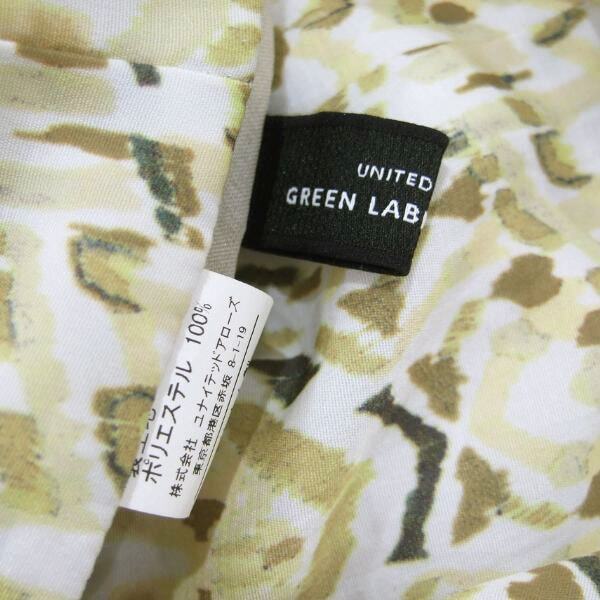 UNITED
GREEN LAB
ポリエステル 100%
株式会社 ユナイテッドアローズ
東京都港区赤坂 8-1-19